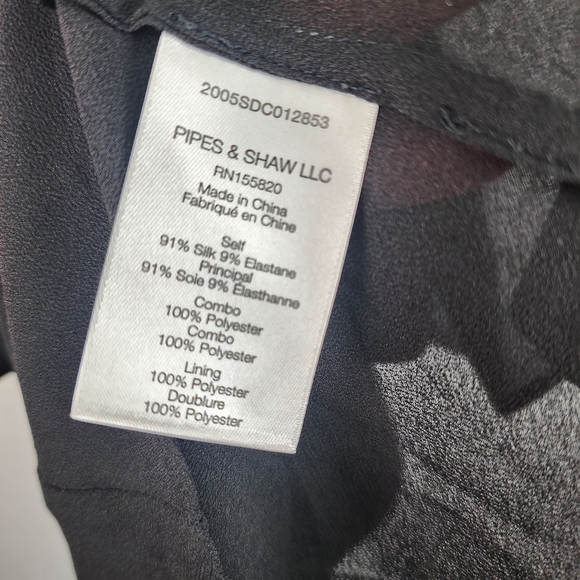 2005SDC012853
PIPES & SHAW LLC
RN155820
Made in China
Fabriqué en Chine
Self
91% Silk 9% Elastane
Principal
91% Soie 9% Élasthanne
Combo
100% Polyester
Combo
100% Polyester
Lining
100% Polyester
Doublure
100% Polyester